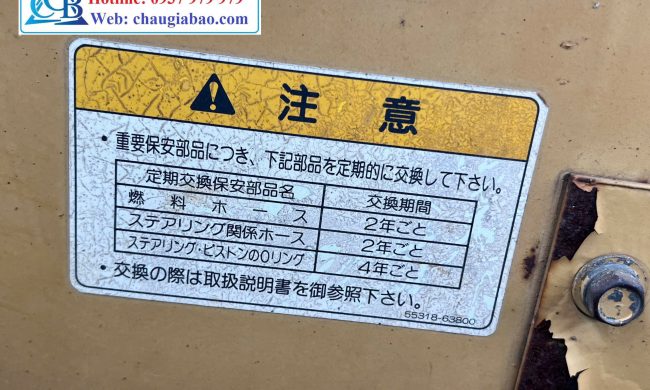 Web: chaugiabao.com
注意
・重要保安部品につき、下記部品を定期的に交換して下さい。
定期交換保安部品名 交換期間
燃料ホース 2年ごと
ステアリング関係ホース 2年ごと
ステアリング・ピストンのOリング 4年ごと
・交換の際は取扱説明書を御参照下さい。
55318-63800